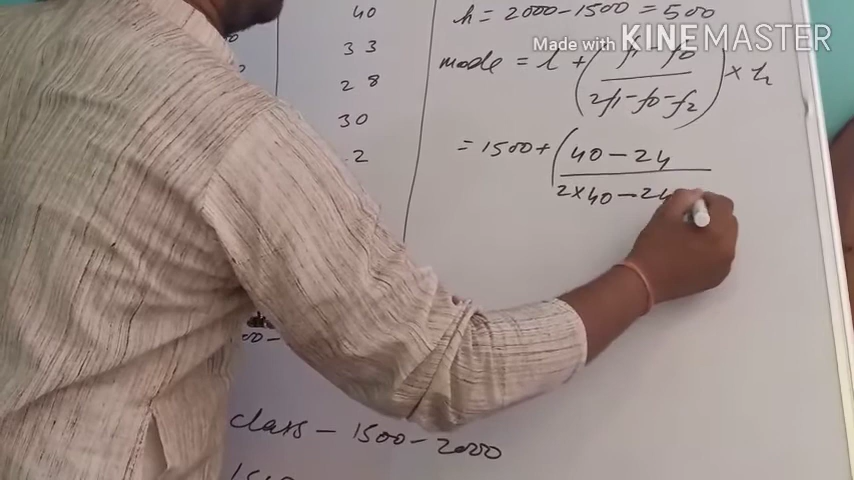 40
33
28
30
2
h = 2000-1500 = 500
Made with KINEMASTER
mode = l + (f1-f0 / 2f1-f0-f2) × h
= 1500 + (40-24
2×40-24
class - 1500-2000